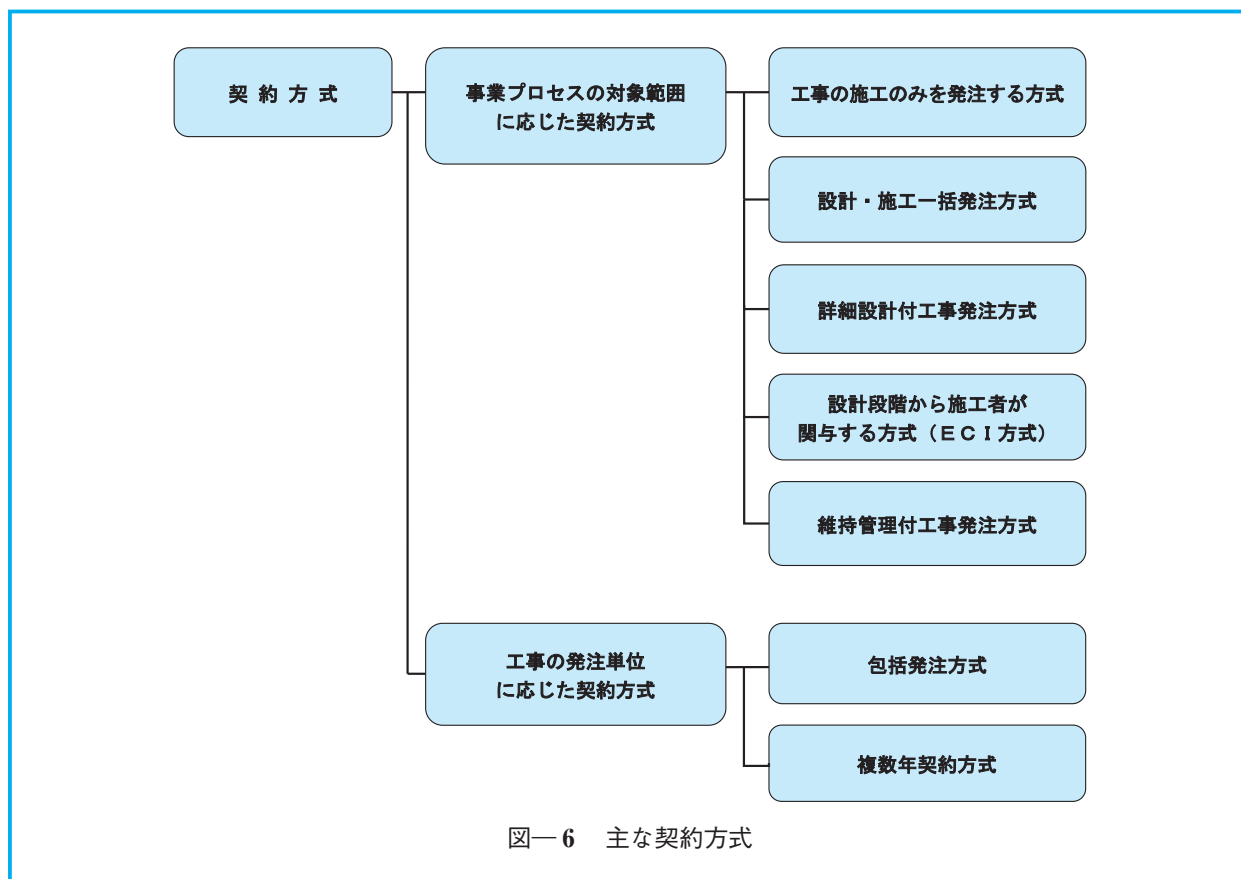 契約方式
事業プロセスの対象範囲
に応じた契約方式
工事の施工のみを発注する方式
設計・施工一括発注方式
詳細設計付工事発注方式
設計段階から施工者が
関与する方式（ＥＣＩ方式）
維持管理付工事発注方式
工事の発注単位
に応じた契約方式
包括発注方式
複数年契約方式
図―6　主な契約方式